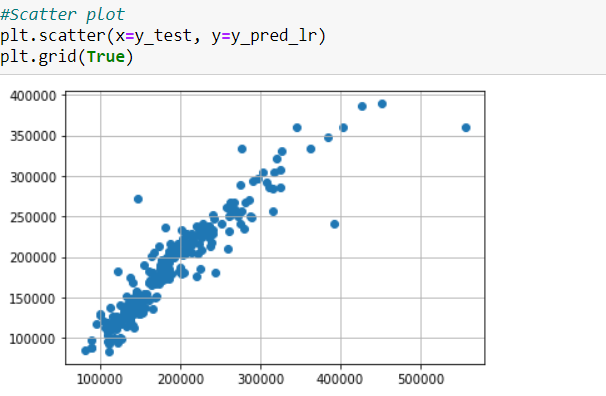 #Scatter plot
plt.scatter(x=y_test, y=y_pred_lr)
plt.grid(True)
400000
350000
300000
250000
200000
150000
100000
100000 200000 300000 400000 500000